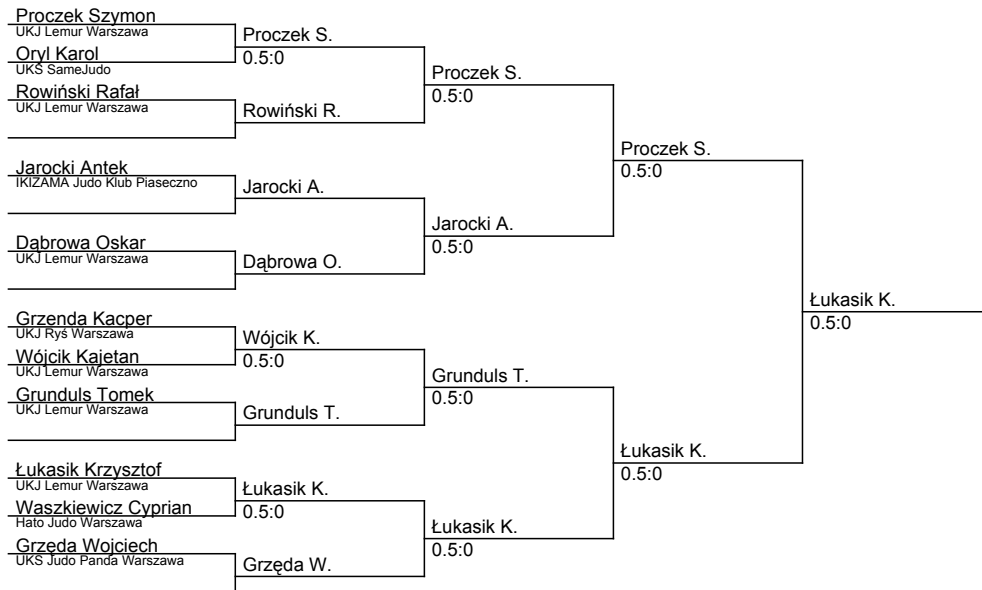 Proczek Szymon
UKJ Lemur Warszawa
Oryl Karol
UKS SameJudo
Rowiński Rafał
UKJ Lemur Warszawa
Jarocki Antek
IKIZAMA Judo Klub Piaseczno
Dąbrowa Oskar
UKJ Lemur Warszawa
Grzenda Kacper
UKJ Ryś Warszawa
Wójcik Kajetan
UKJ Lemur Warszawa
Grunduls Tomek
UKJ Lemur Warszawa
Łukasik Krzysztof
UKJ Lemur Warszawa
Waszkiewicz Cyprian
Hato Judo Warszawa
Grzęda Wojciech
UKS Judo Panda Warszawa
Proczek S.
0.5:0
Rowiński R.
Jarocki A.
Dąbrowa O.
Wójcik K.
0.5:0
Grunduls T.
Łukasik K.
0.5:0
Grzęda W.
Proczek S.
0.5:0
Jarocki A.
0.5:0
Grunduls T.
0.5:0
Łukasik K.
0.5:0
Proczek S.
0.5:0
Łukasik K.
0.5:0
Łukasik K.
0.5:0